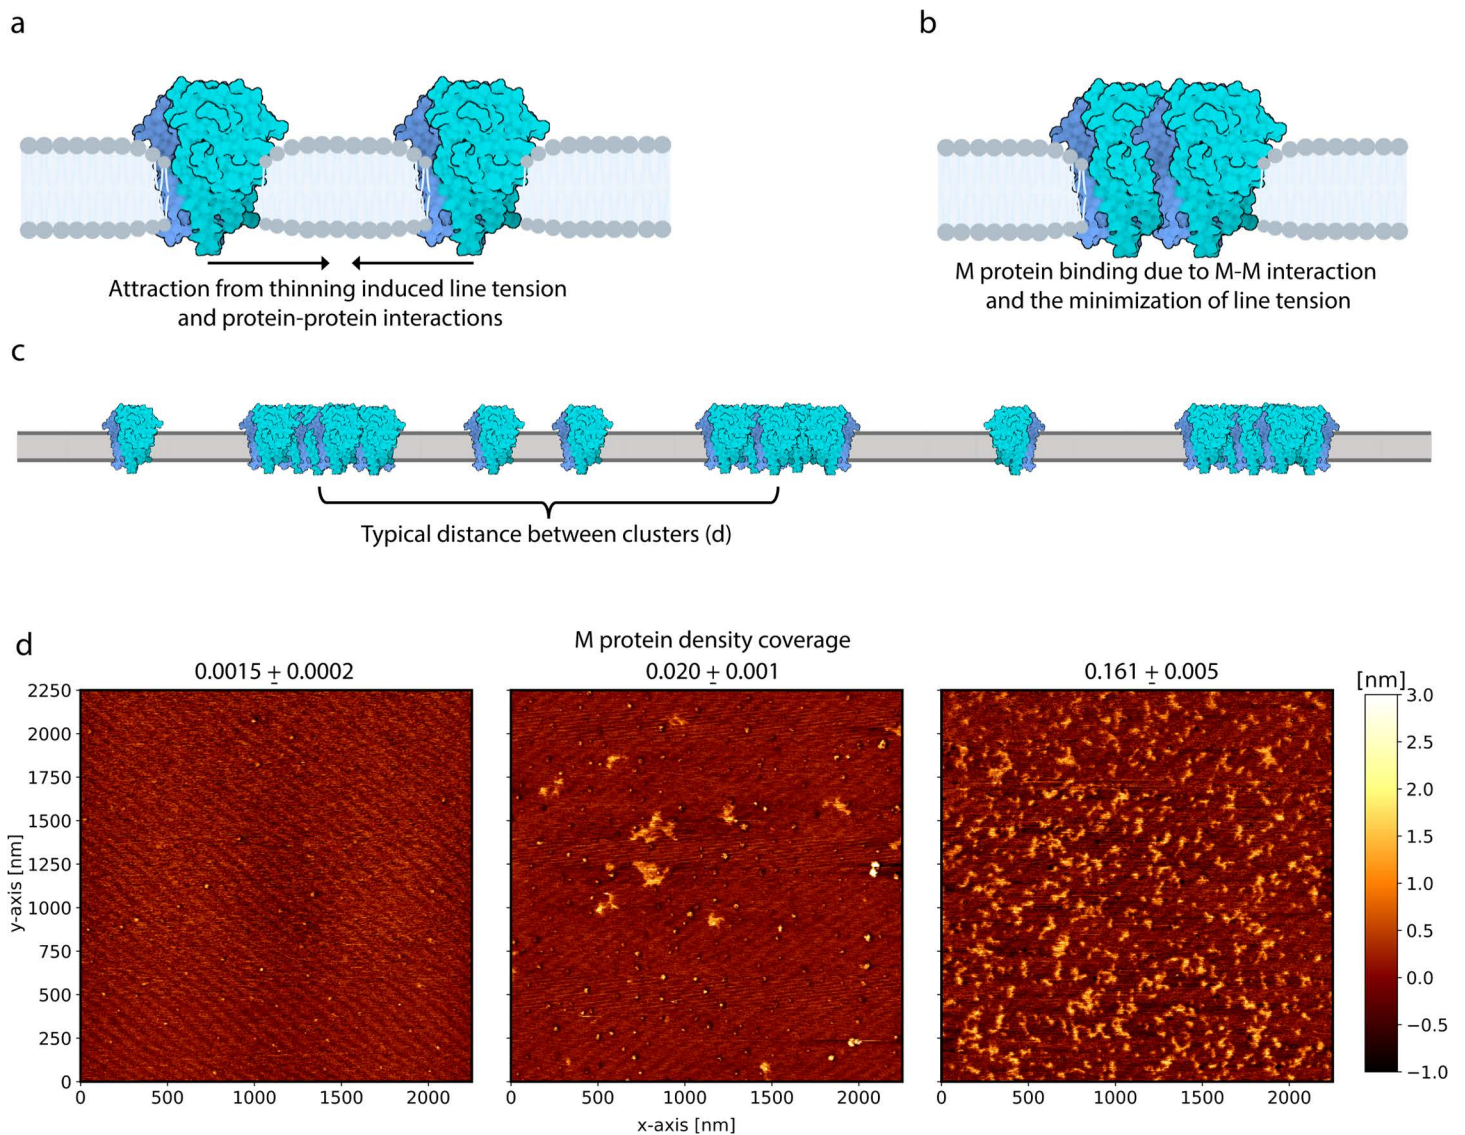 a
b
Attraction from thinning induced line tension
and protein-protein interactions
M protein binding due to M-M interaction
and the minimization of line tension
c
Typical distance between clusters (d)
d
M protein density coverage
0.0015 ± 0.0002
0.020 ± 0.001
0.161 ± 0.005
[nm]
2250
2000
1750
1500
1250
1000
750
500
250
0
y-axis [nm]
0 500 1000 1500 2000
0 500 1000 1500 2000
0 500 1000 1500 2000
x-axis [nm]
3.0
2.5
2.0
1.5
1.0
0.5
0.0
−0.5
−1.0